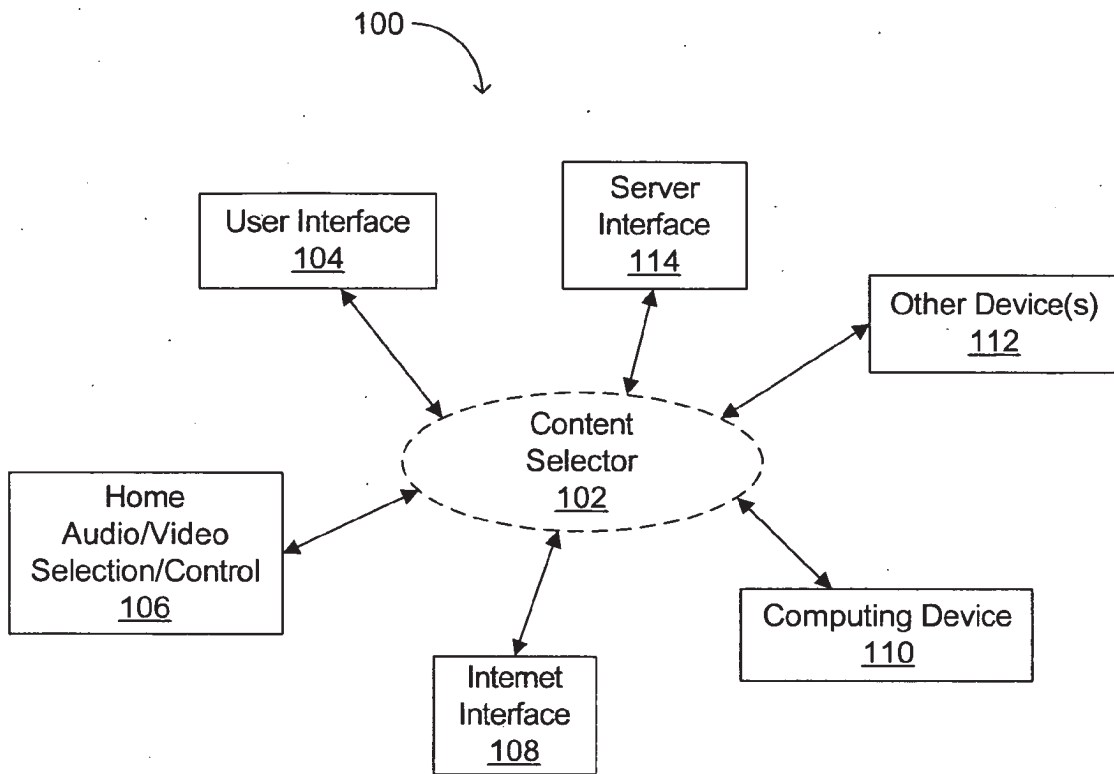 100
User Interface
104
Server
Interface
114
Other Device(s)
112
Content
Selector
102
Home
Audio/Video
Selection/Control
106
Computing Device
110
Internet
Interface
108